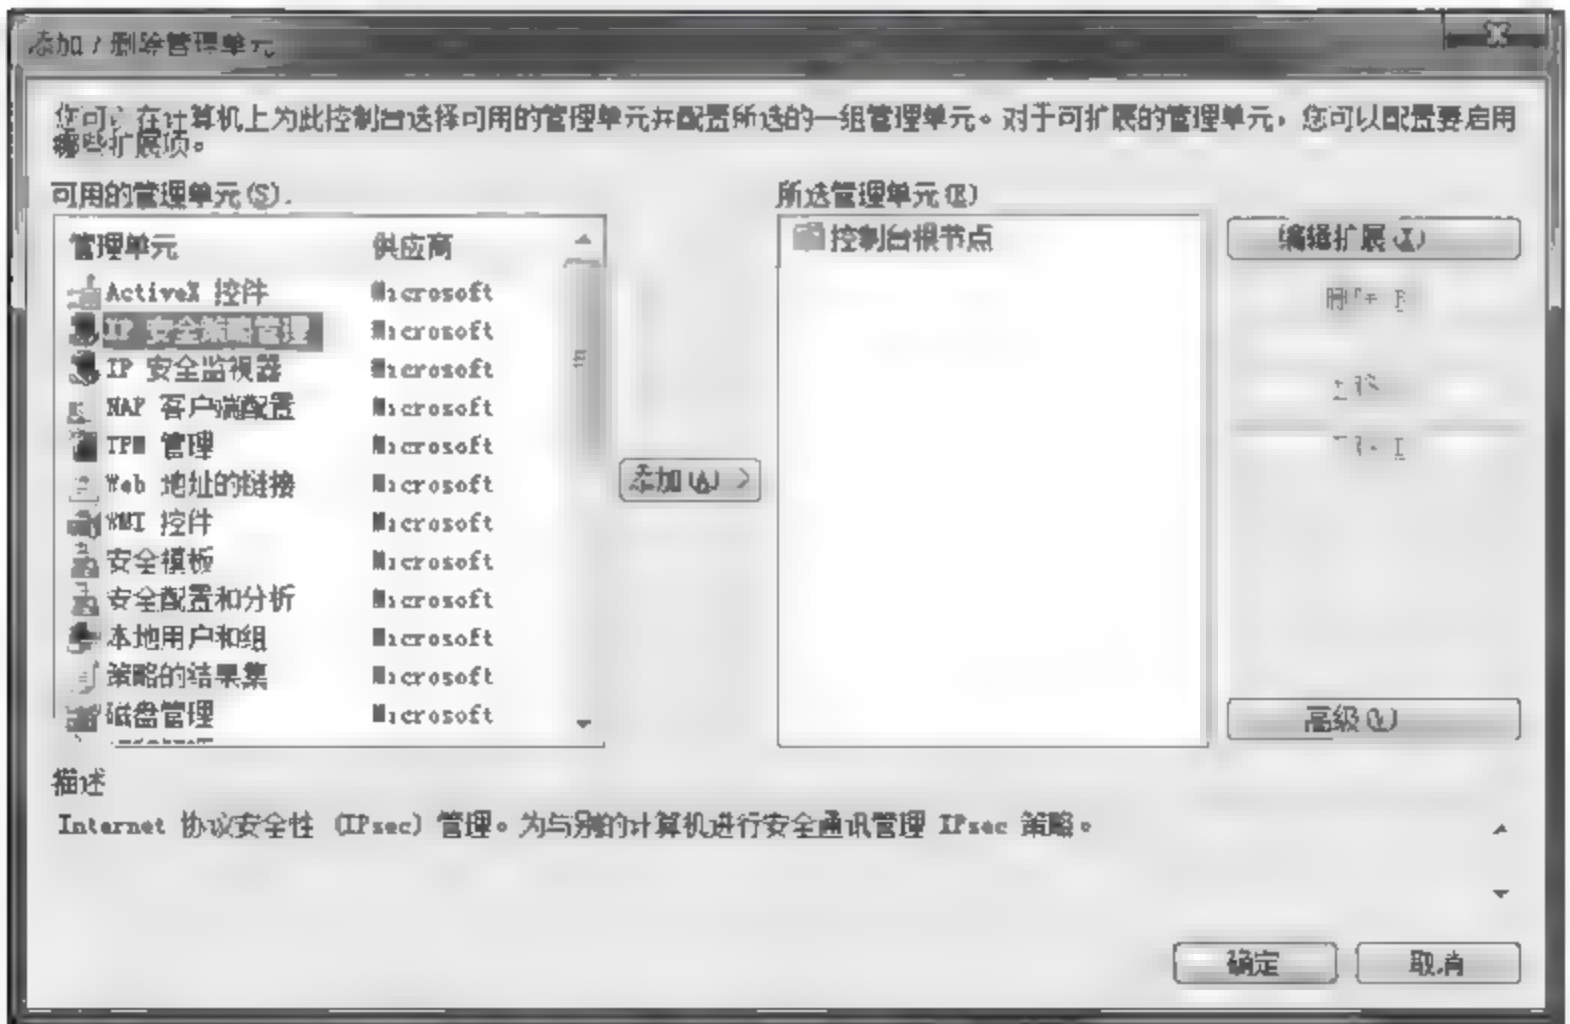 添加/删除管理单元
您可以在计算机上为此控制台选择可用的管理单元并配置所选的一组管理单元。对于可扩展的管理单元，您可以配置要启用
哪些扩展项。
可用的管理单元(S):
所选管理单元(E)
管理单元 供应商
控制台根节点
编辑扩展(X)
ActiveX 控件 Microsoft
IP 安全策略管理 Microsoft
IP 安全监视器 Microsoft
NAP 客户端配置 Microsoft
TPM 管理 Microsoft
添加(A) >
Web 地址的链接 Microsoft
WMI 控件 Microsoft
安全模板 Microsoft
安全配置和分析 Microsoft
本地用户和组 Microsoft
策略的结果集 Microsoft
磁盘管理 Microsoft
高级(V)
描述
Internet 协议安全性 (IPsec) 管理。为与别的计算机进行安全通讯管理 IPsec 策略。
确定 取消